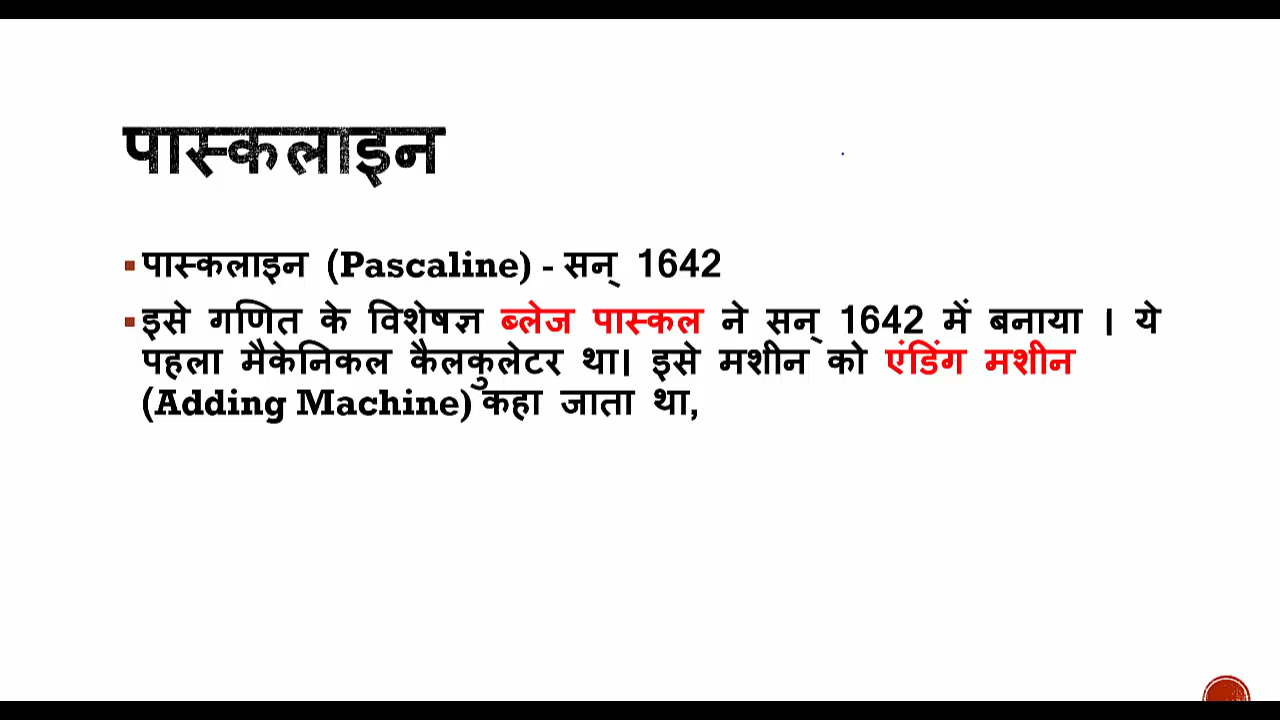 पास्कलाइन
पास्कलाइन (Pascaline) - सन् 1642
इसे गणित के विशेषज्ञ ब्लेज पास्कल ने सन् 1642 में बनाया । ये
पहला मैकेनिकल कैलकुलेटर था। इसे मशीन को एंडिंग मशीन
(Adding Machine) कहा जाता था,